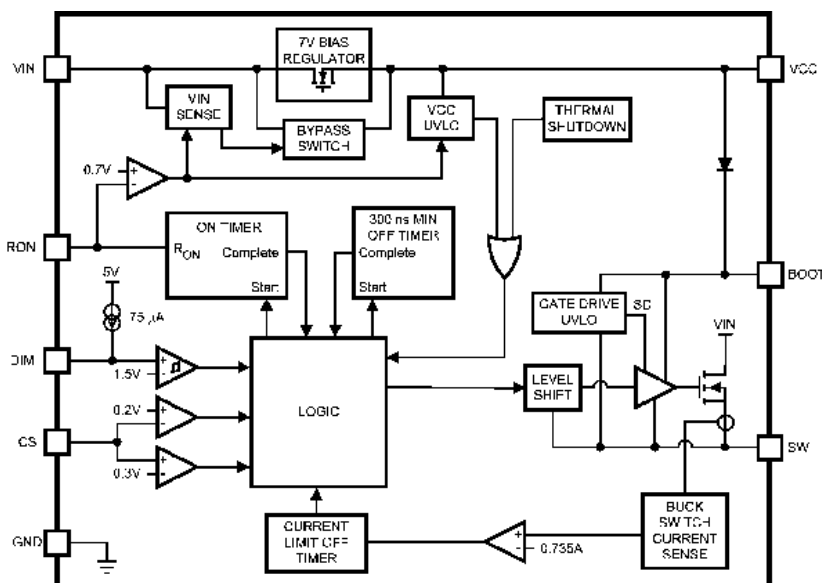 7V BIAS
REGULATOR
VIN
VCC
VIN
SENSE
BYPASS
SWITCH
VCC
UVLO
THERMAL
SHUTDOWN
0.7V
+
-
RON
ON TIMER
RON Complete
Start
300 ns MIN
OFF TIMER
Complete
Start
5V
75 µA
BOOT
GATE DRIVE
UVLO
SD
VIN
DIM
+
1.5V -
LOGIC
LEVEL
SHIFT
0.2V +
-
CS
+
0.3V -
SW
GND
CURRENT
LIMIT OFF
TIMER
+
-
0.735A
BUCK
SWITCH
CURRENT
SENSE